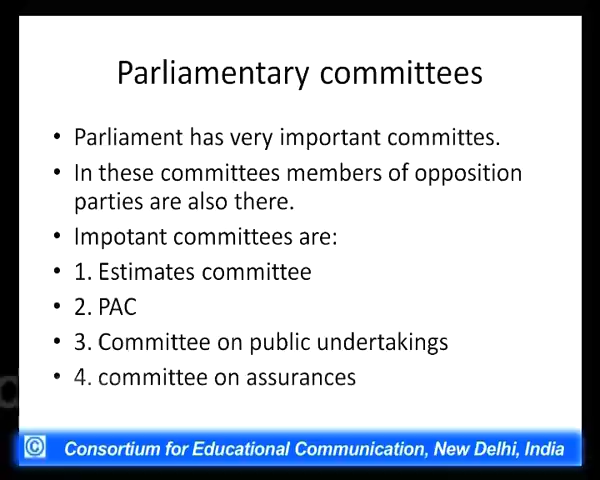 Parliamentary committees
• Parliament has very important committes.
• In these committees members of opposition
parties are also there.
• Impotant committees are:
• 1. Estimates committee
• 2. PAC
• 3. Committee on public undertakings
• 4. committee on assurances
© Consortium for Educational Communication, New Delhi, India